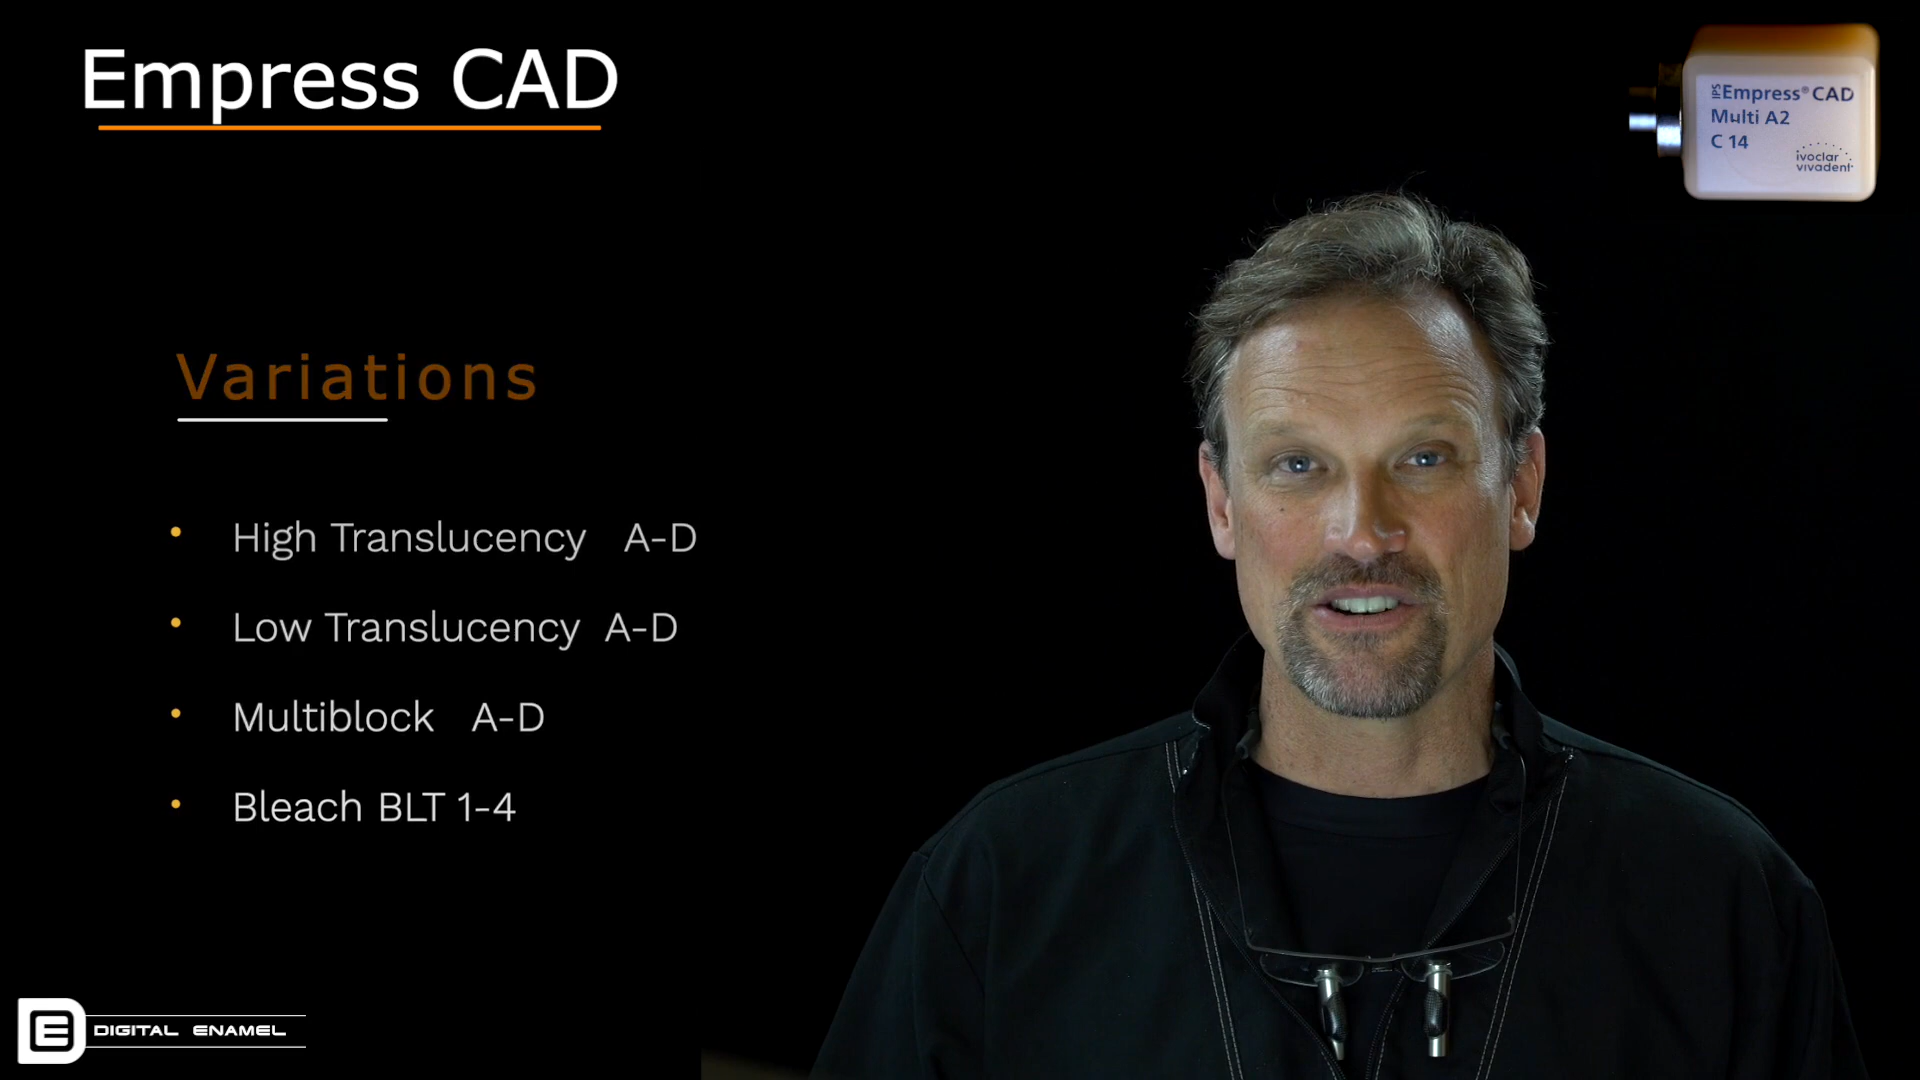 Empress CAD
IPS Empress® CAD
Multi A2
C 14
ivoclar
vivadent
Variations
• High Translucency A-D
• Low Translucency A-D
• Multiblock A-D
• Bleach BLT 1-4
DIGITAL ENAMEL